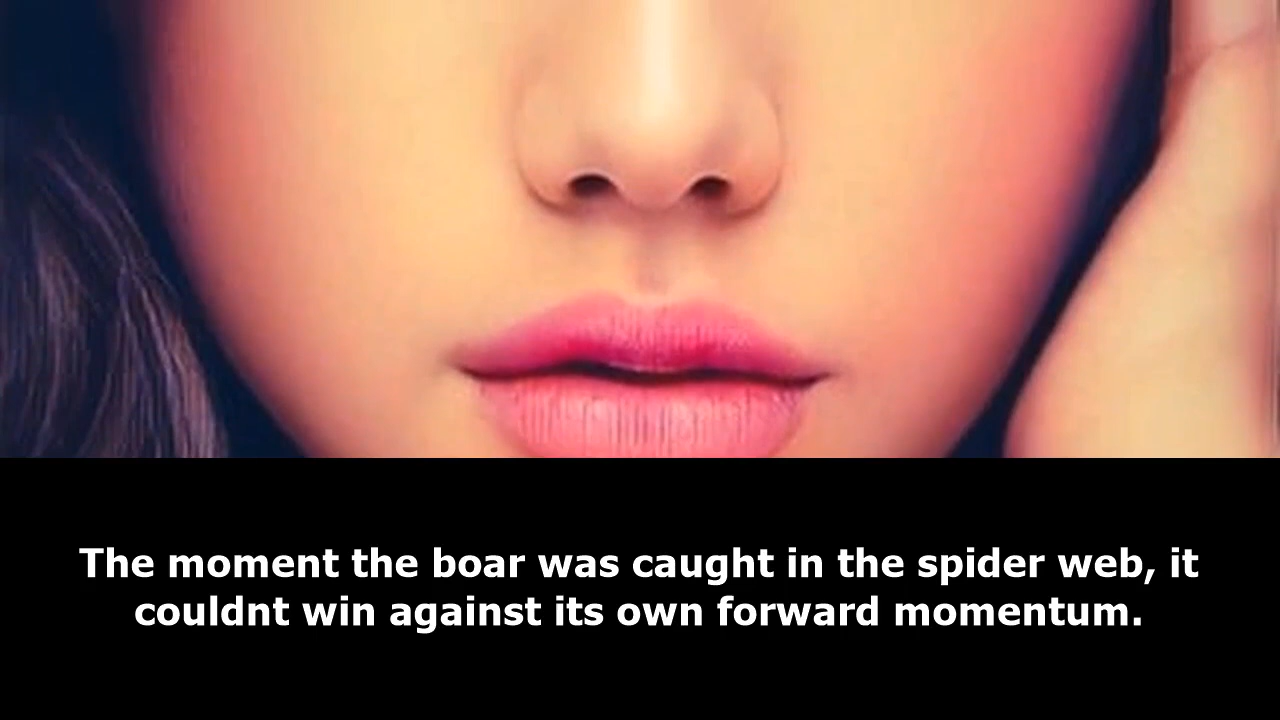 The moment the boar was caught in the spider web, it
couldnt win against its own forward momentum.